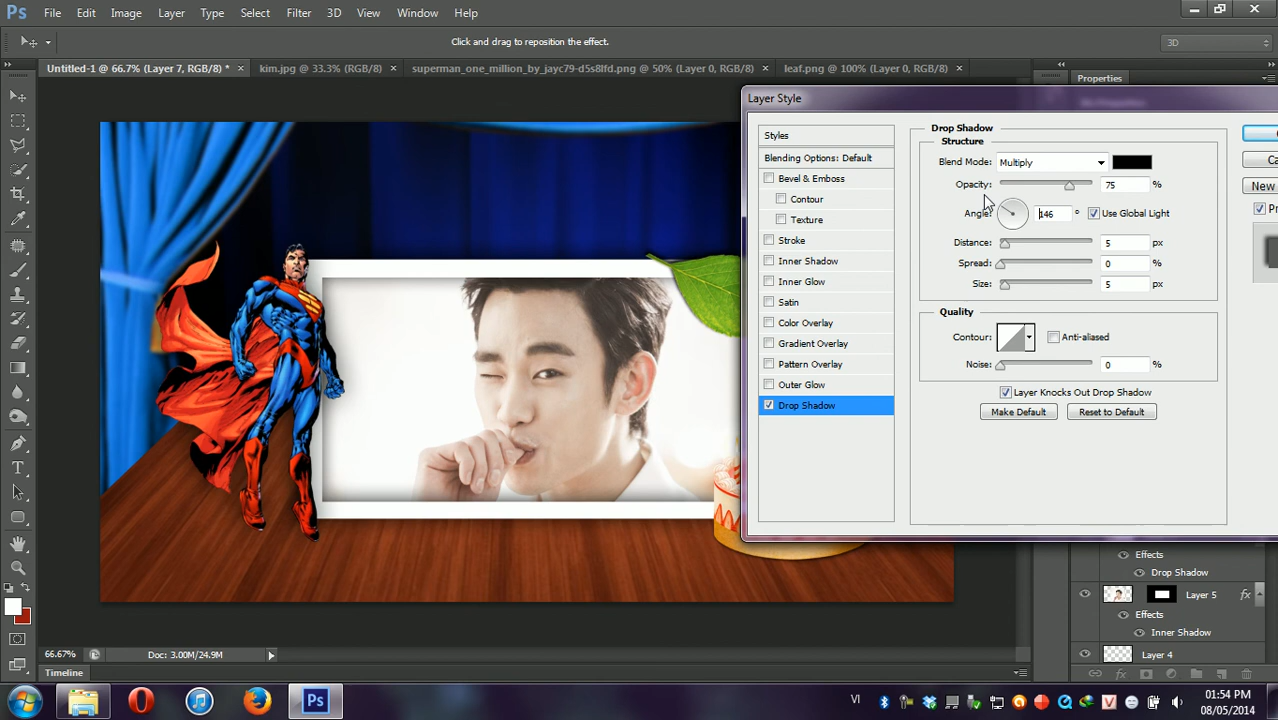 Ps File Edit Image Layer Type Select Filter 3D View Window Help
Click and drag to reposition the effect.
3D
Untitled-1 @ 66.7% (Layer 7, RGB/8) * × kim.jpg @ 33.3% (RGB/8) × superman_one_million_by_jayc79-d5s8lfd.png @ 50% (Layer 0, RGB/8) × leaf.png @ 100% (Layer 0, RGB/8) ×
Properties
Layer Style
Styles
Blending Options: Default
Bevel & Emboss
Contour
Texture
Stroke
Inner Shadow
Inner Glow
Satin
Color Overlay
Gradient Overlay
Pattern Overlay
Outer Glow
Drop Shadow
Drop Shadow
Structure
Blend Mode: Multiply
Opacity: 75 %
Angle: 146 ° Use Global Light
Distance: 5 px
Spread: 0 %
Size: 5 px
Quality
Contour: Anti-aliased
Noise: 0 %
Layer Knocks Out Drop Shadow
Make Default Reset to Default
Ca
New
Effects
Drop Shadow
Layer 5 fx
Effects
Inner Shadow
Layer 4
66.67% Doc: 3.00M/24.9M
Timeline
Ps
VI
01:54 PM
08/05/2014